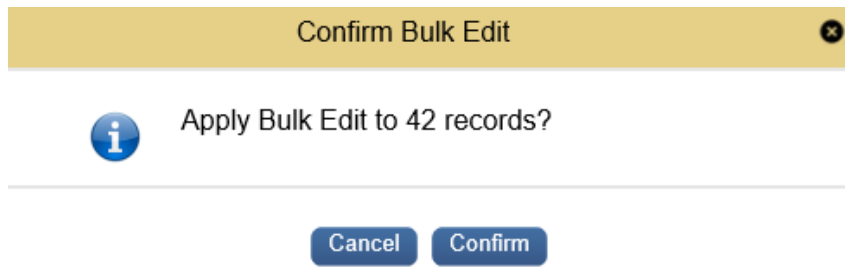 Confirm Bulk Edit
Apply Bulk Edit to 42 records?
Cancel Confirm